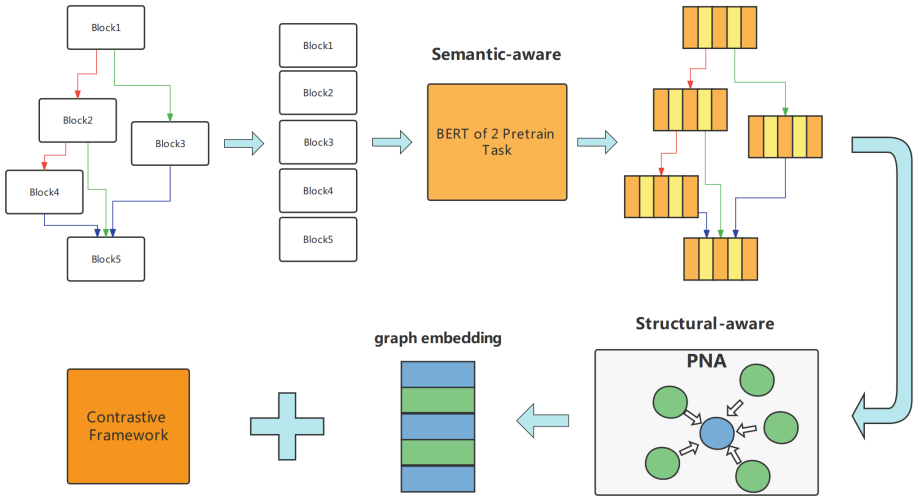 Block1
Block2
Block3
Block4
Block5
Block1
Block2
Block3
Block4
Block5
Semantic-aware
BERT of 2 Pretrain
Task
Structural-aware
PNA
graph embedding
Contrastive
Framework